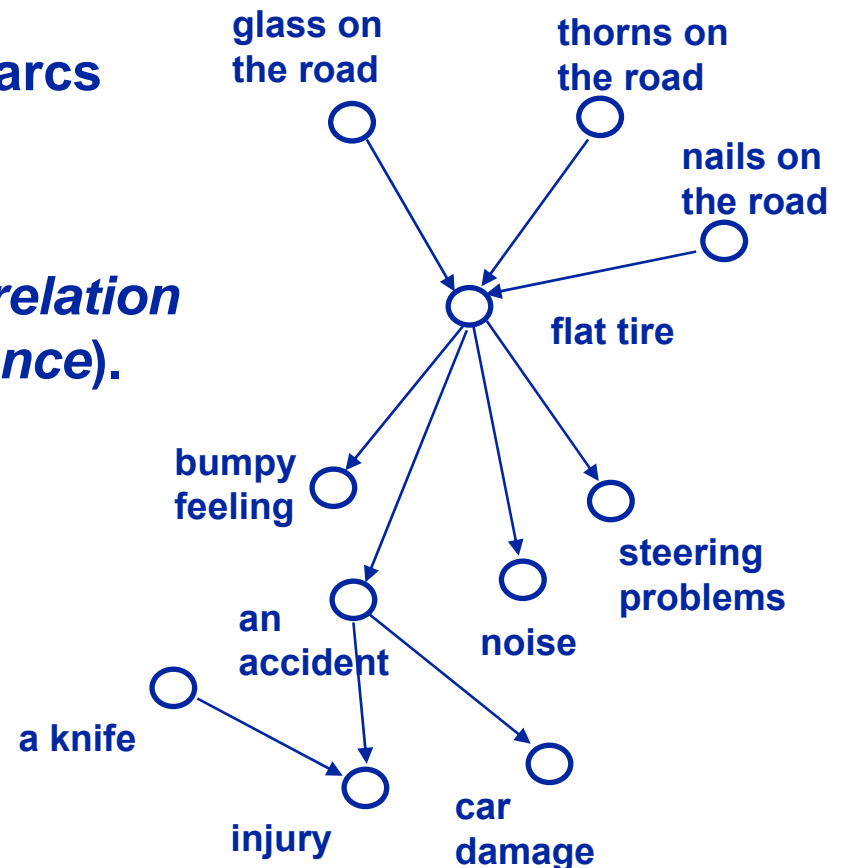 arcs
relation
nce).
glass on
the road
thorns on
the road
nails on
the road
flat tire
bumpy
feeling
steering
problems
an
accident
noise
a knife
injury
car
damage